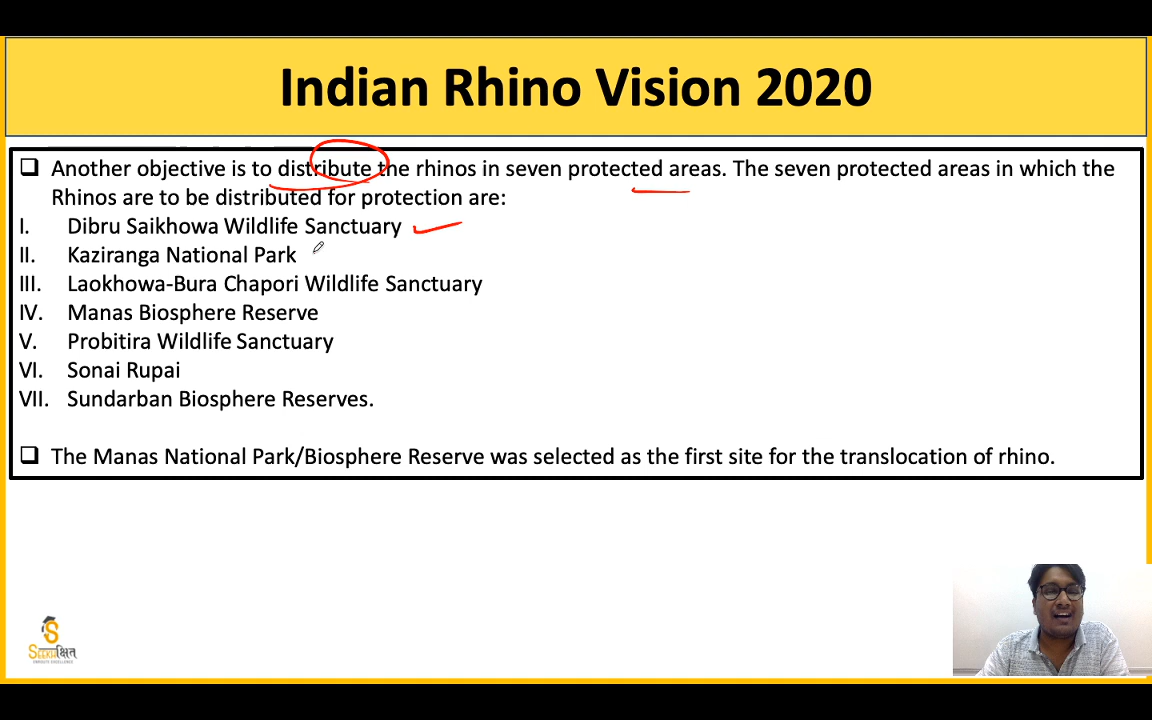 Indian Rhino Vision 2020
❑ Another objective is to distribute the rhinos in seven protected areas. The seven protected areas in which the
Rhinos are to be distributed for protection are:
I. Dibru Saikhowa Wildlife Sanctuary
II. Kaziranga National Park
III. Laokhowa-Bura Chapori Wildlife Sanctuary
IV. Manas Biosphere Reserve
V. Probitira Wildlife Sanctuary
VI. Sonai Rupai
VII. Sundarban Biosphere Reserves.
❑ The Manas National Park/Biosphere Reserve was selected as the first site for the translocation of rhino.
S
SEEKHक्षित